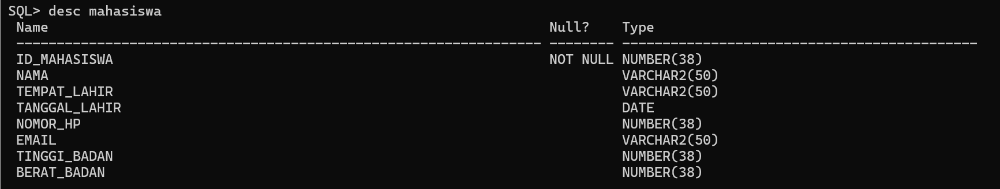 SQL> desc mahasiswa
Name Null? Type
----------------------------------------------------------------- -------- --------------------------------------------
ID_MAHASISWA NOT NULL NUMBER(38)
NAMA VARCHAR2(50)
TEMPAT_LAHIR VARCHAR2(50)
TANGGAL_LAHIR DATE
NOMOR_HP NUMBER(38)
EMAIL VARCHAR2(50)
TINGGI_BADAN NUMBER(38)
BERAT_BADAN NUMBER(38)